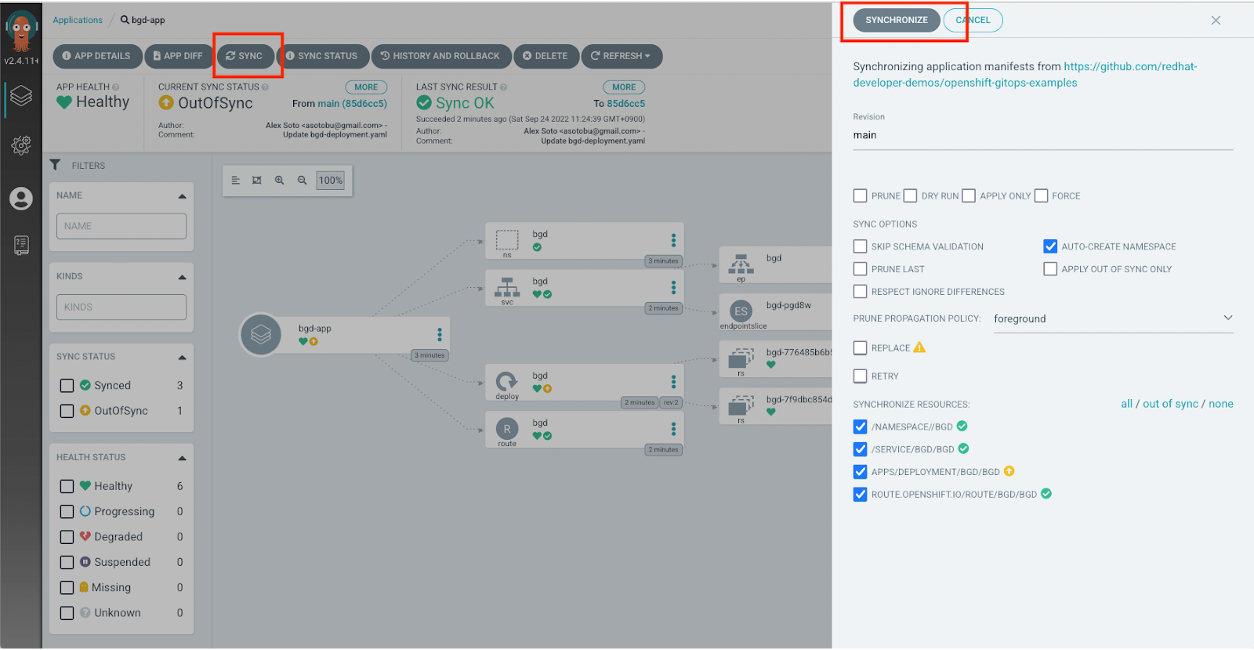 v2.4.11+
Applications / bgd-app
APP DETAILS
APP DIFF
SYNC
SYNC STATUS
HISTORY AND ROLLBACK
DELETE
REFRESH
APP HEALTH
Healthy
CURRENT SYNC STATUS
MORE
OutOfSync
From main (85d6cc5)
Author: Alex Soto <asotobu@gmail.com> -
Comment: Update bgd-deployment.yaml
LAST SYNC RESULT
MORE
Sync OK
To 85d6cc5
Succeeded 2 minutes ago (Sat Sep 24 2022 11:24:39 GMT+0900)
Author: Alex Soto <asotobu@gmail.com> -
Comment: Update bgd-deployment.yaml
FILTERS
NAME
NAME
KINDS
KINDS
SYNC STATUS
Synced 3
OutOfSync 1
HEALTH STATUS
Healthy 6
Progressing 0
Degraded 0
Suspended 0
Missing 0
Unknown 0
100%
bgd-app
3 minutes
bgd
ns
3 minutes
bgd
svc
2 minutes
bgd
deploy
2 minutes rev:2
bgd
R
route
2 minutes
bgd
ep
ES
bgd-pgd8w
endpointslice
bgd-776485b6b5
rs
bgd-7f9dbc854d
rs
SYNCHRONIZE
CANCEL
Synchronizing application manifests from https://github.com/redhat-
developer-demos/openshift-gitops-examples
Revision
main
PRUNE DRY RUN APPLY ONLY FORCE
SYNC OPTIONS
SKIP SCHEMA VALIDATION AUTO-CREATE NAMESPACE
PRUNE LAST APPLY OUT OF SYNC ONLY
RESPECT IGNORE DIFFERENCES
PRUNE PROPAGATION POLICY: foreground
REPLACE
RETRY
SYNCHRONIZE RESOURCES: all / out of sync / none
/NAMESPACE//BGD
/SERVICE/BGD/BGD
APPS/DEPLOYMENT/BGD/BGD
ROUTE.OPENSHIFT.IO/ROUTE/BGD/BGD